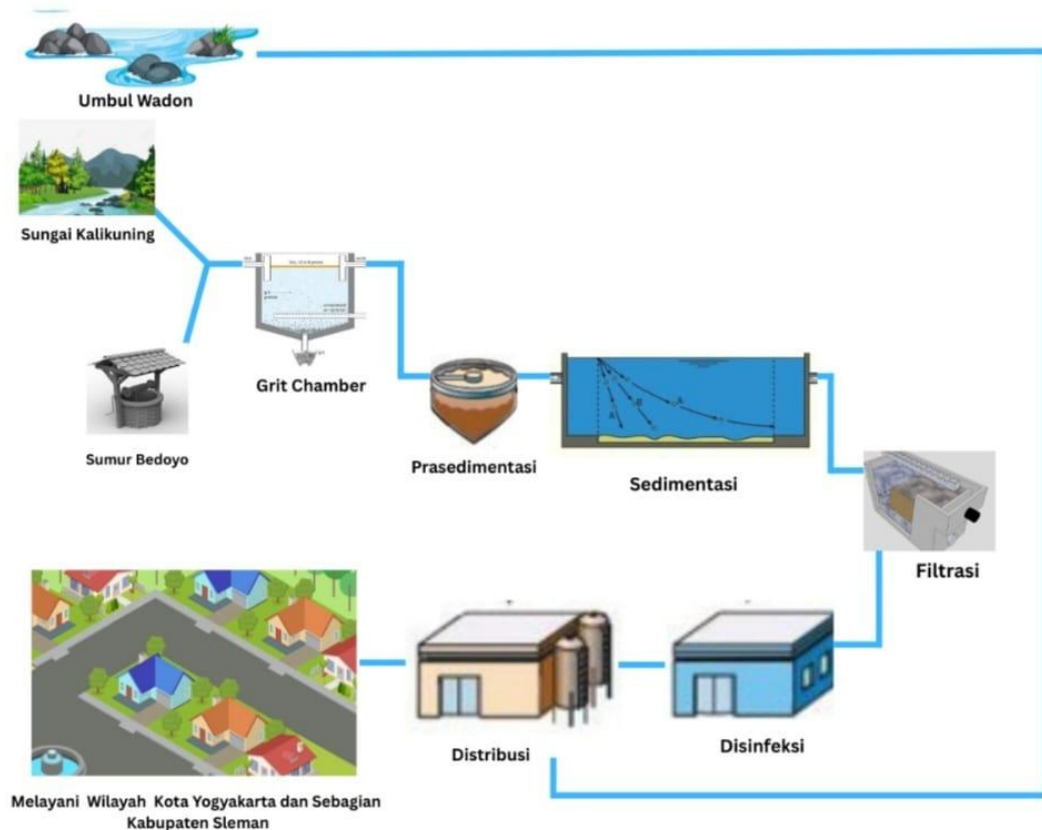 Umbul Wadon
Sungai Kalikuning
Sumur Bedoyo
Grit Chamber
Prasedimentasi
Sedimentasi
A
B
A
Filtrasi
Disinfeksi
Distribusi
Melayani Wilayah Kota Yogyakarta dan Sebagian
Kabupaten Sleman